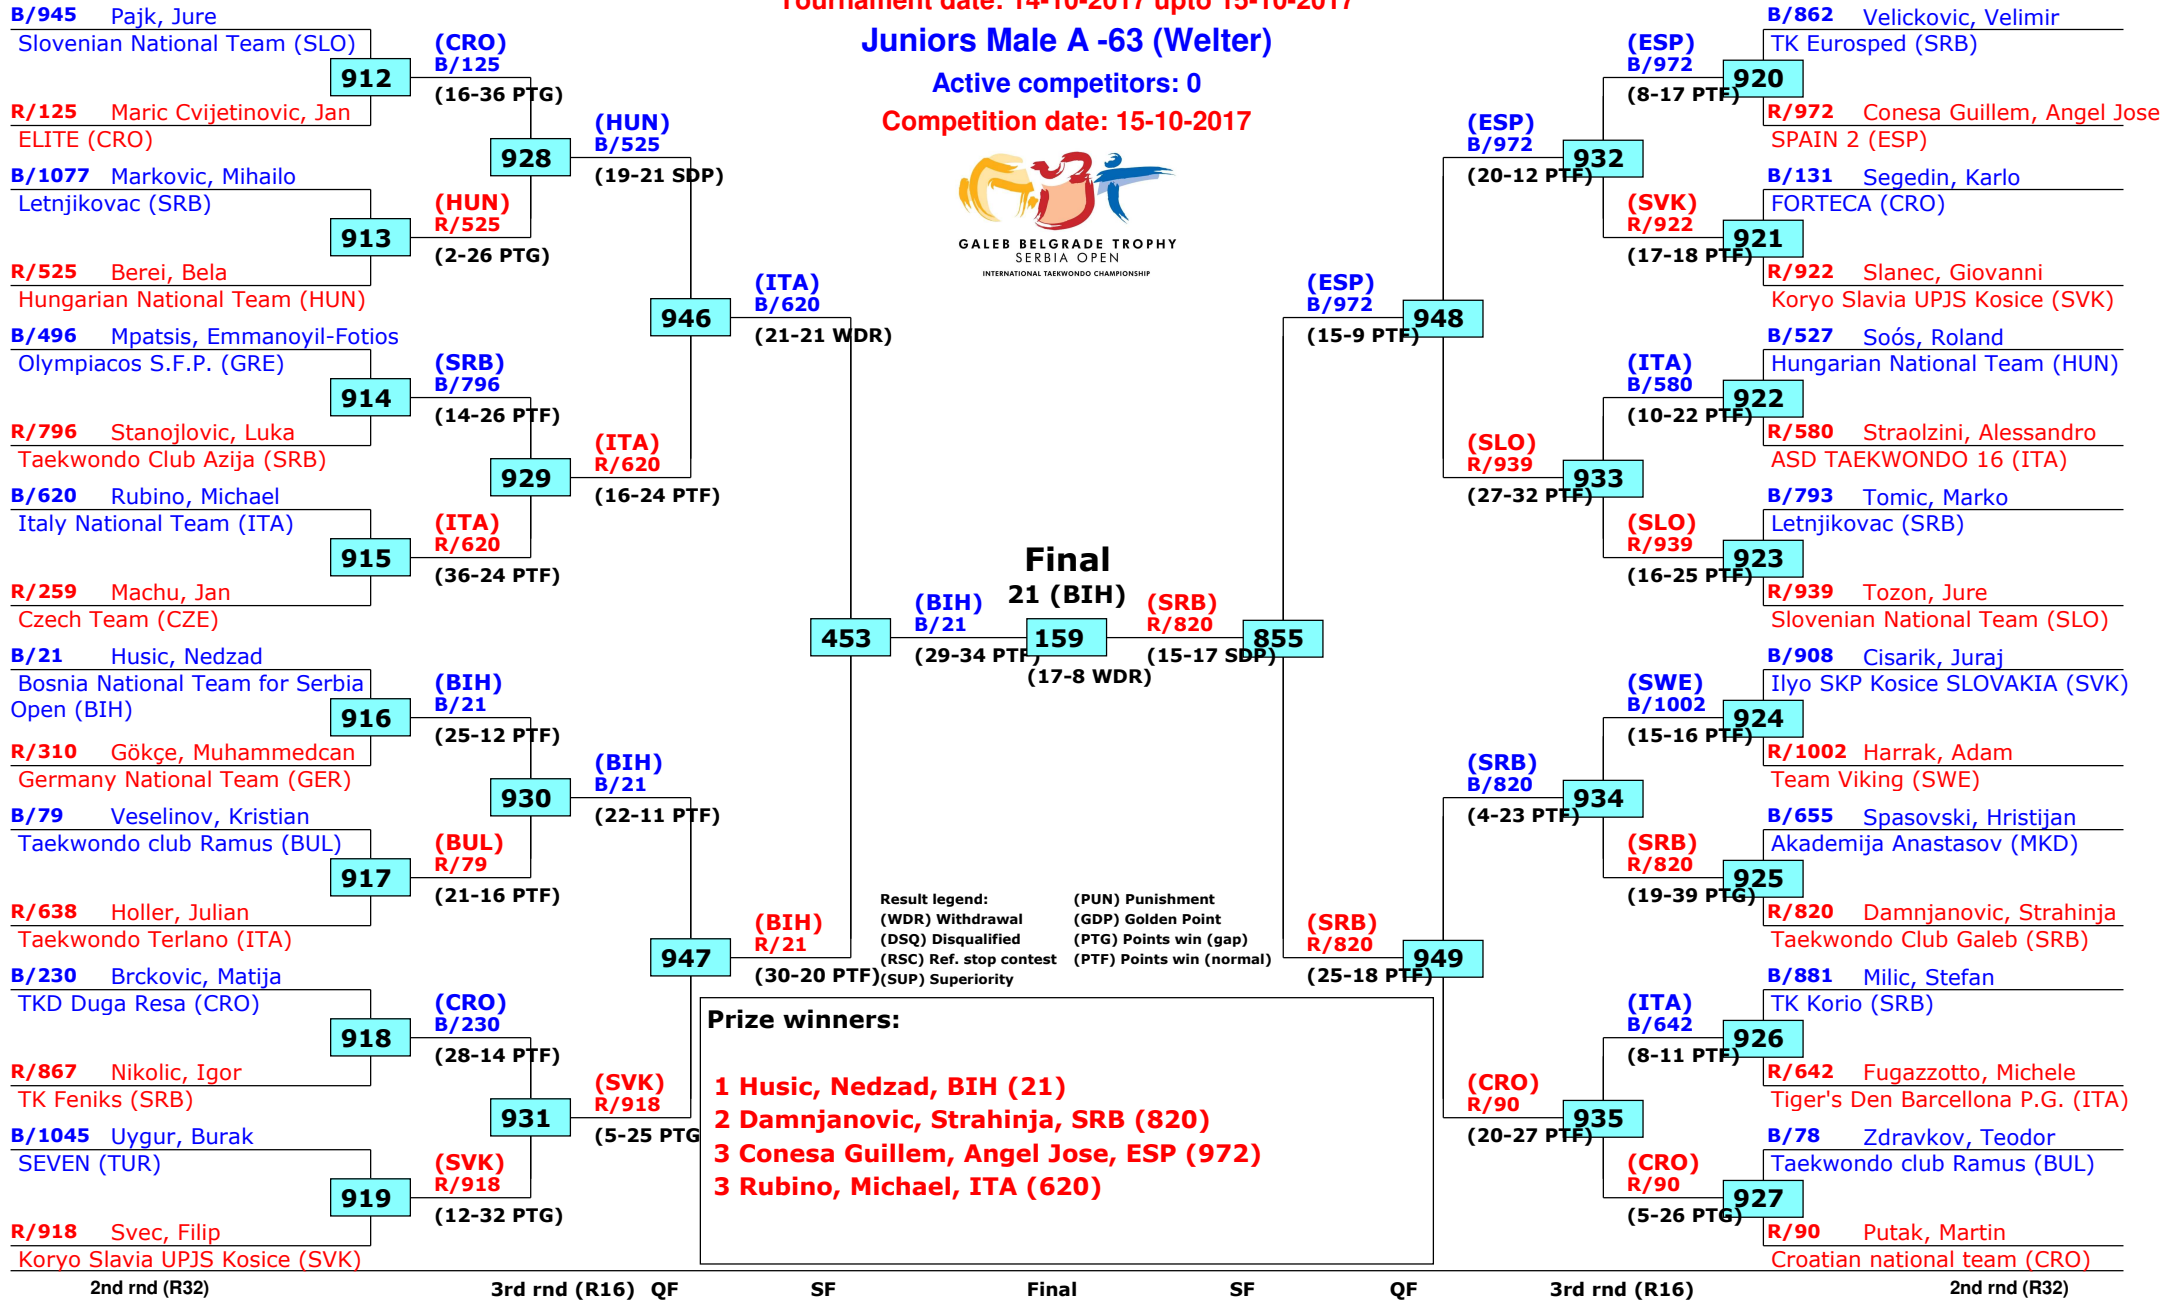 Tournament date: 14-10-2017 upto 15-10-2017
Juniors Male A -63 (Welter)
Active competitors: 0
Competition date: 15-10-2017
GALEB BELGRADE TROPHY
SERBIA OPEN
INTERNATIONAL TAEKWONDO CHAMPIONSHIP
B/945 Pajk, Jure
Slovenian National Team (SLO)
912
R/125 Maric Cvijetinovic, Jan
ELITE (CRO)
B/1077 Markovic, Mihailo
Letnjikovac (SRB)
913
R/525 Berei, Bela
Hungarian National Team (HUN)
B/496 Mpatsis, Emmanoyil-Fotios
Olympiacos S.F.P. (GRE)
914
R/796 Stanojlovic, Luka
Taekwondo Club Azija (SRB)
B/620 Rubino, Michael
Italy National Team (ITA)
915
R/259 Machu, Jan
Czech Team (CZE)
B/21 Husic, Nedzad
Bosnia National Team for Serbia
Open (BIH)
916
R/310 Gökçe, Muhammedcan
Germany National Team (GER)
B/79 Veselinov, Kristian
Taekwondo club Ramus (BUL)
917
R/638 Holler, Julian
Taekwondo Terlano (ITA)
B/230 Brckovic, Matija
TKD Duga Resa (CRO)
918
R/867 Nikolic, Igor
TK Feniks (SRB)
B/1045 Uygur, Burak
SEVEN (TUR)
919
R/918 Svec, Filip
Koryo Slavia UPJS Kosice (SVK)
(CRO)
B/125
(16-36 PTG)
928
(HUN)
R/525
(2-26 PTG)
(SRB)
B/796
(14-26 PTF)
929
(ITA)
R/620
(36-24 PTF)
(BIH)
B/21
(25-12 PTF)
930
(BUL)
R/79
(21-16 PTF)
(CRO)
B/230
(28-14 PTF)
931
(SVK)
R/918
(12-32 PTG)
(HUN)
B/525
(19-21 SDP)
946
(ITA)
R/620
(16-24 PTF)
(BIH)
B/21
(22-11 PTF)
947
(SVK)
R/918
(5-25 PTG
(ITA)
B/620
(21-21 WDR)
453
(BIH)
R/21
(30-20 PTF)
(BIH)
B/21
(29-34 PTF)
Final
21 (BIH)
159
(17-8 WDR)
(SRB)
R/820
(15-17 SDP)
855
(ESP)
B/972
(15-9 PTF)
948
(SRB)
R/820
(25-18 PTF)
949
(ESP)
B/972
(20-12 PTF)
932
(SLO)
R/939
(27-32 PTF)
933
(SRB)
B/820
(4-23 PTF)
934
(CRO)
R/90
(20-27 PTF)
935
(ESP)
B/972
(8-17 PTF)
920
(SVK)
R/922
(17-18 PTF)
921
(ITA)
B/580
(10-22 PTF)
922
(SLO)
R/939
(16-25 PTF)
923
(SWE)
B/1002
(15-16 PTF)
924
(SRB)
R/820
(19-39 PTG)
925
(ITA)
B/642
(8-11 PTF)
926
(CRO)
R/90
(5-26 PTG)
927
B/862 Velickovic, Velimir
TK Eurosped (SRB)
R/972 Conesa Guillem, Angel Jose
SPAIN 2 (ESP)
B/131 Segedin, Karlo
FORTECA (CRO)
R/922 Slanec, Giovanni
Koryo Slavia UPJS Kosice (SVK)
B/527 Soós, Roland
Hungarian National Team (HUN)
R/580 Straolzini, Alessandro
ASD TAEKWONDO 16 (ITA)
B/793 Tomic, Marko
Letnjikovac (SRB)
R/939 Tozon, Jure
Slovenian National Team (SLO)
B/908 Cisarik, Juraj
Ilyo SKP Kosice SLOVAKIA (SVK)
R/1002 Harrak, Adam
Team Viking (SWE)
B/655 Spasovski, Hristijan
Akademija Anastasov (MKD)
R/820 Damnjanovic, Strahinja
Taekwondo Club Galeb (SRB)
B/881 Milic, Stefan
TK Korio (SRB)
R/642 Fugazzotto, Michele
Tiger's Den Barcellona P.G. (ITA)
B/78 Zdravkov, Teodor
Taekwondo club Ramus (BUL)
R/90 Putak, Martin
Croatian national team (CRO)
Result legend: (PUN) Punishment
(WDR) Withdrawal (GDP) Golden Point
(DSQ) Disqualified (PTG) Points win (gap)
(RSC) Ref. stop contest (PTF) Points win (normal)
(SUP) Superiority
Prize winners:
1 Husic, Nedzad, BIH (21)
2 Damnjanovic, Strahinja, SRB (820)
3 Conesa Guillem, Angel Jose, ESP (972)
3 Rubino, Michael, ITA (620)
2nd rnd (R32) 3rd rnd (R16) QF SF Final SF QF 3rd rnd (R16) 2nd rnd (R32)